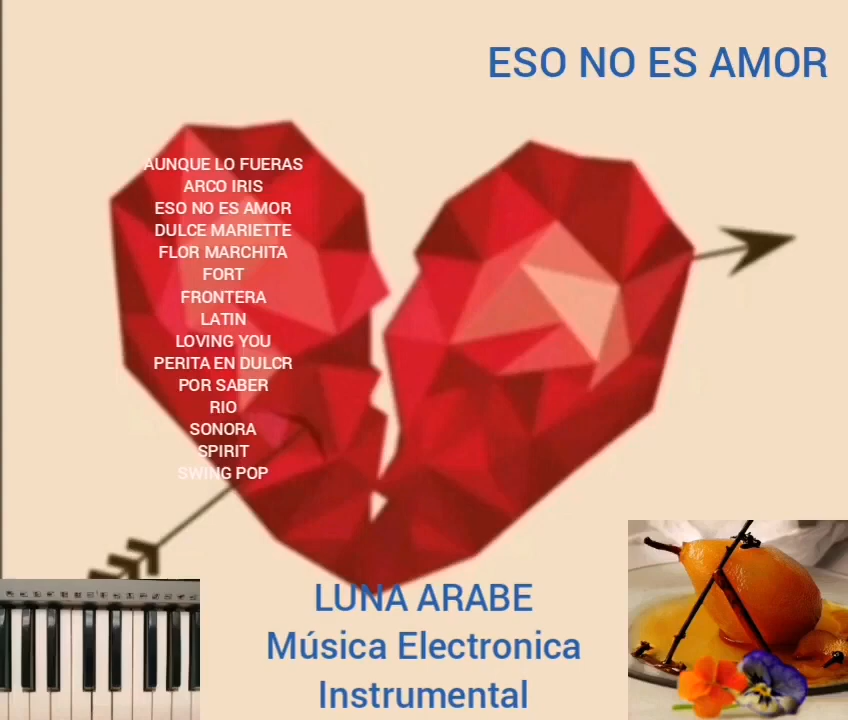 ESO NO ES AMOR
AUNQUE LO FUERAS
ARCO IRIS
ESO NO ES AMOR
DULCE MARIETTE
FLOR MARCHITA
FORT
FRONTERA
LATIN
LOVING YOU
PERITA EN DULCR
POR SABER
RIO
SONORA
SPIRIT
SWING POP
LUNA ARABE
Música Electronica
Instrumental